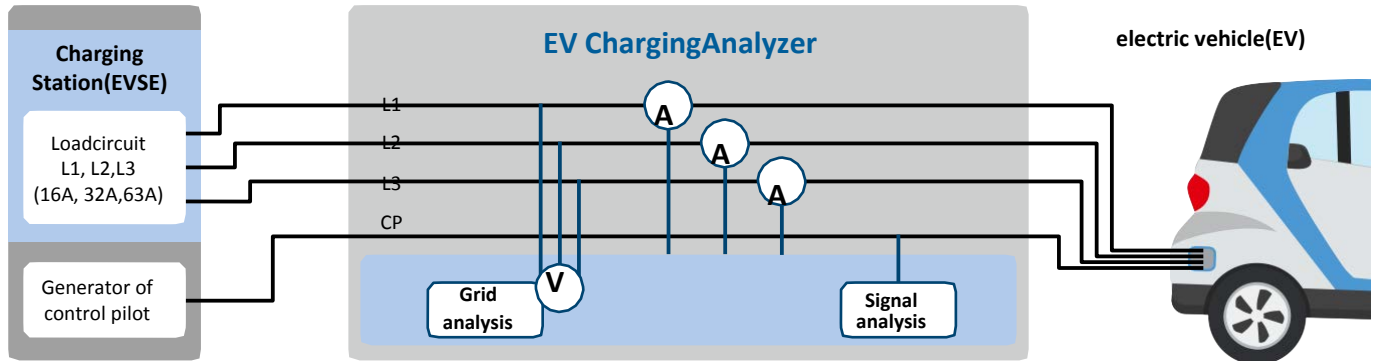 Charging
Station(EVSE)
Loadcircuit
L1, L2,L3
(16A, 32A,63A)
Generator of
control pilot
EV ChargingAnalyzer
L1
A
L2
A
L3
A
CP
V
Grid
analysis
Signal
analysis
electric vehicle(EV)